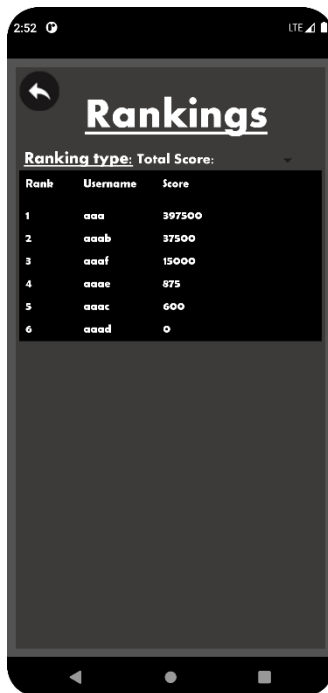 2:52 LTE
Rankings
Ranking type: Total Score:
Rank Username Score
1 aaa 397500
2 aaab 37500
3 aaaf 15000
4 aaae 875
5 aaac 600
6 aaad 0